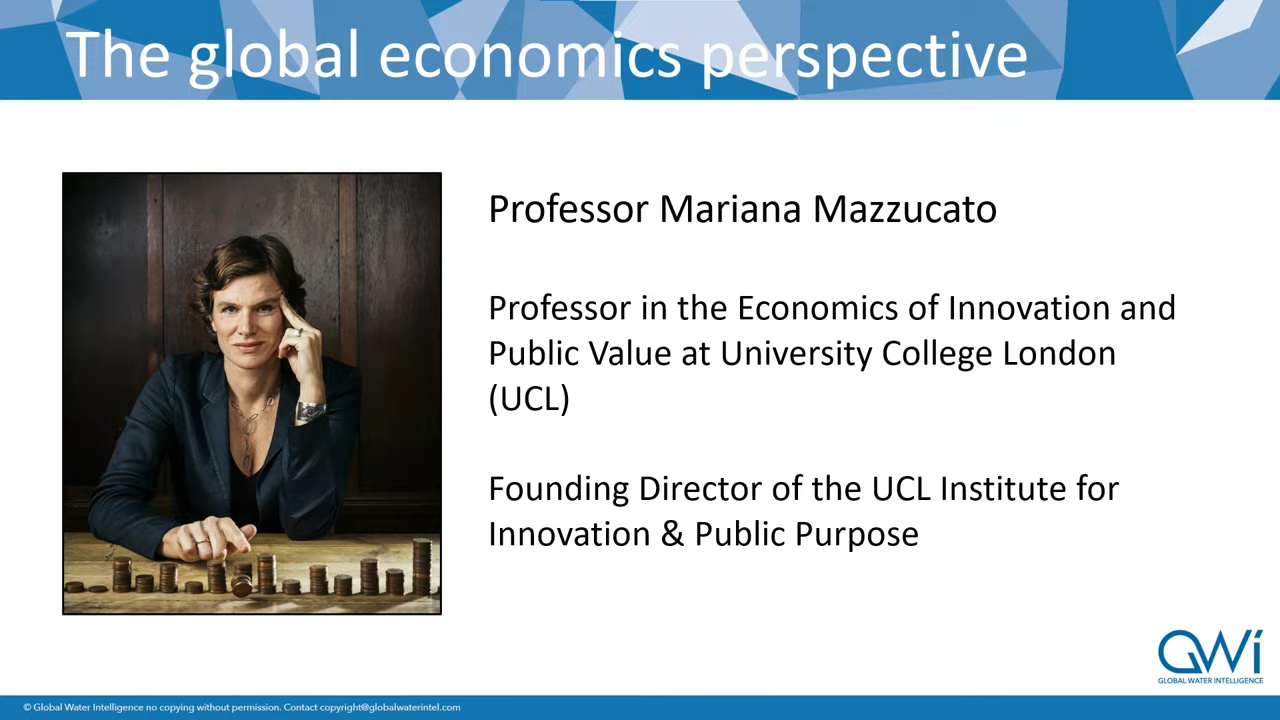 The global economics perspective
Professor Mariana Mazzucato
Professor in the Economics of Innovation and
Public Value at University College London
(UCL)
Founding Director of the UCL Institute for
Innovation & Public Purpose
GWi
GLOBAL WATER INTELLIGENCE
© Global Water Intelligence no copying without permission. Contact copyright@globalwaterintel.com